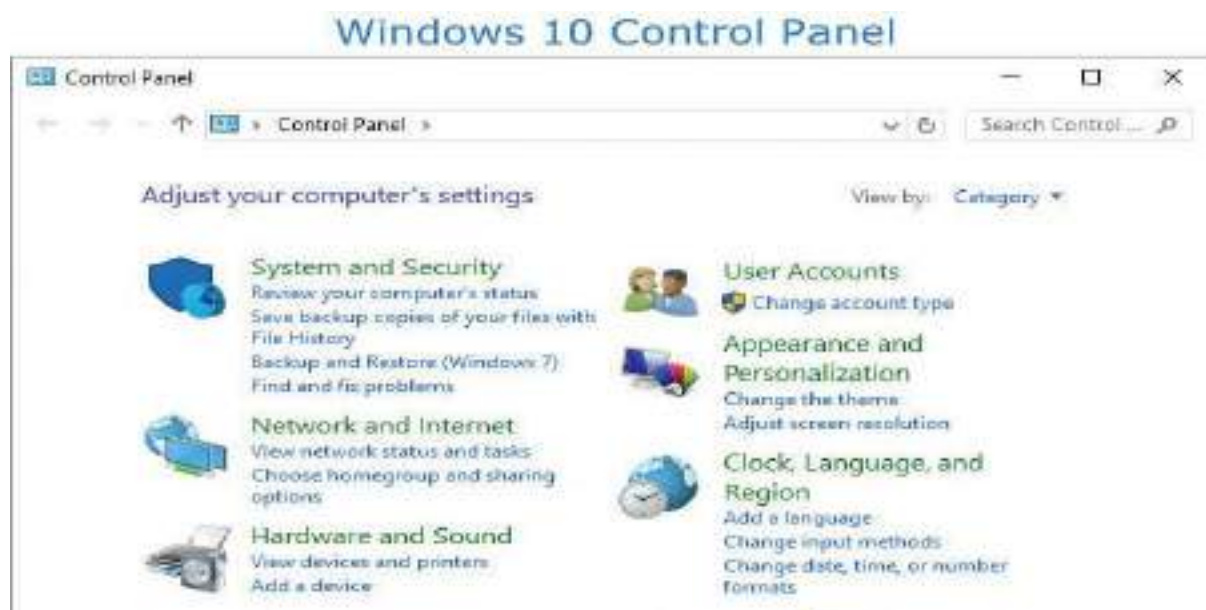 Windows 10 Control Panel
Control Panel
Control Panel
Search Control ...
Adjust your computer's settings
View by: Category
System and Security
Review your computer's status
Save backup copies of your files with
File History
Backup and Restore (Windows 7)
Find and fix problems
Network and Internet
View network status and tasks
Choose homegroup and sharing
options
Hardware and Sound
View devices and printers
Add a device
User Accounts
Change account type
Appearance and
Personalization
Change the theme
Adjust screen resolution
Clock, Language, and
Region
Add a language
Change input methods
Change date, time, or number
formats